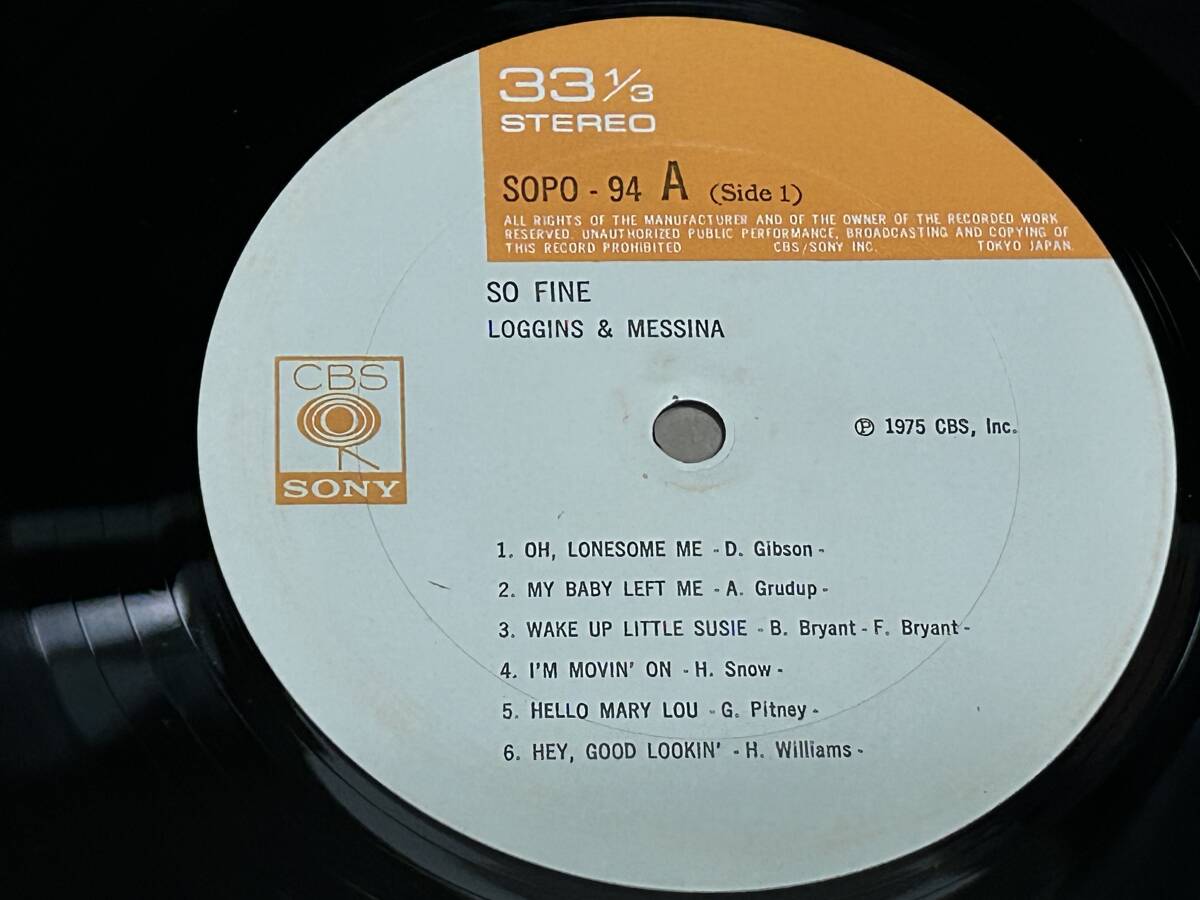 33 1/3
STEREO
SOPO - 94 A (Side 1)
ALL RIGHTS OF THE MANUFACTURER AND OF THE OWNER OF THE RECORDED WORK
RESERVED. UNAUTHORIZED PUBLIC PERFORMANCE, BROADCASTING AND COPYING OF
THIS RECORD PROHIBITED CBS/SONY INC. TOKYO JAPAN.
SO FINE
LOGGINS & MESSINA
CBS
SONY
Ⓟ 1975 CBS, Inc.
1. OH, LONESOME ME - D. Gibson -
2. MY BABY LEFT ME - A. Grudup -
3. WAKE UP LITTLE SUSIE - B. Bryant - F. Bryant -
4. I'M MOVIN' ON - H. Snow -
5. HELLO MARY LOU - G. Pitney -
6. HEY, GOOD LOOKIN' - H. Williams -